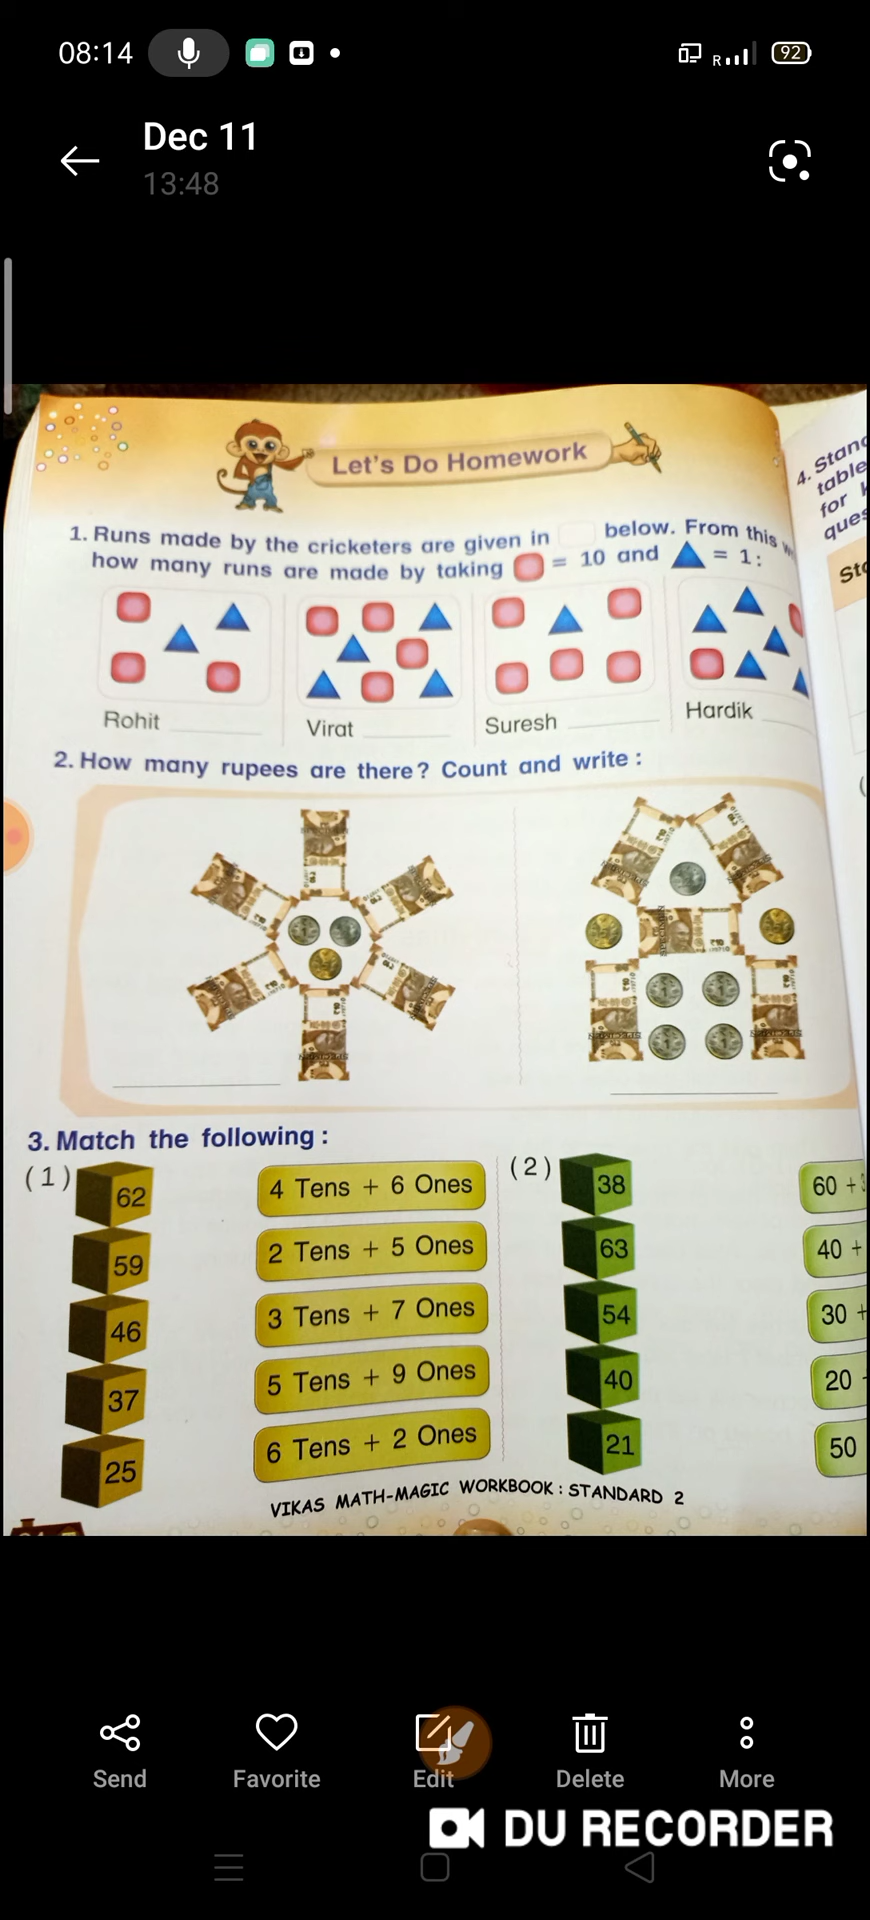 08:14
R
92
Dec 11
13:48
Let's Do Homework
1. Runs made by the cricketers are given in below. From this
how many runs are made by taking = 10 and = 1:
Rohit
Virat
Suresh
Hardik
2. How many rupees are there? Count and write :
3. Match the following :
(1)
62
4 Tens + 6 Ones
59
2 Tens + 5 Ones
46
3 Tens + 7 Ones
37
5 Tens + 9 Ones
25
6 Tens + 2 Ones
(2)
38
60 +
63
40 +
54
30 +
40
20
21
50
VIKAS MATH-MAGIC WORKBOOK : STANDARD 2
4.
table
for
Send
Favorite
Edit
Delete
More
DU RECORDER